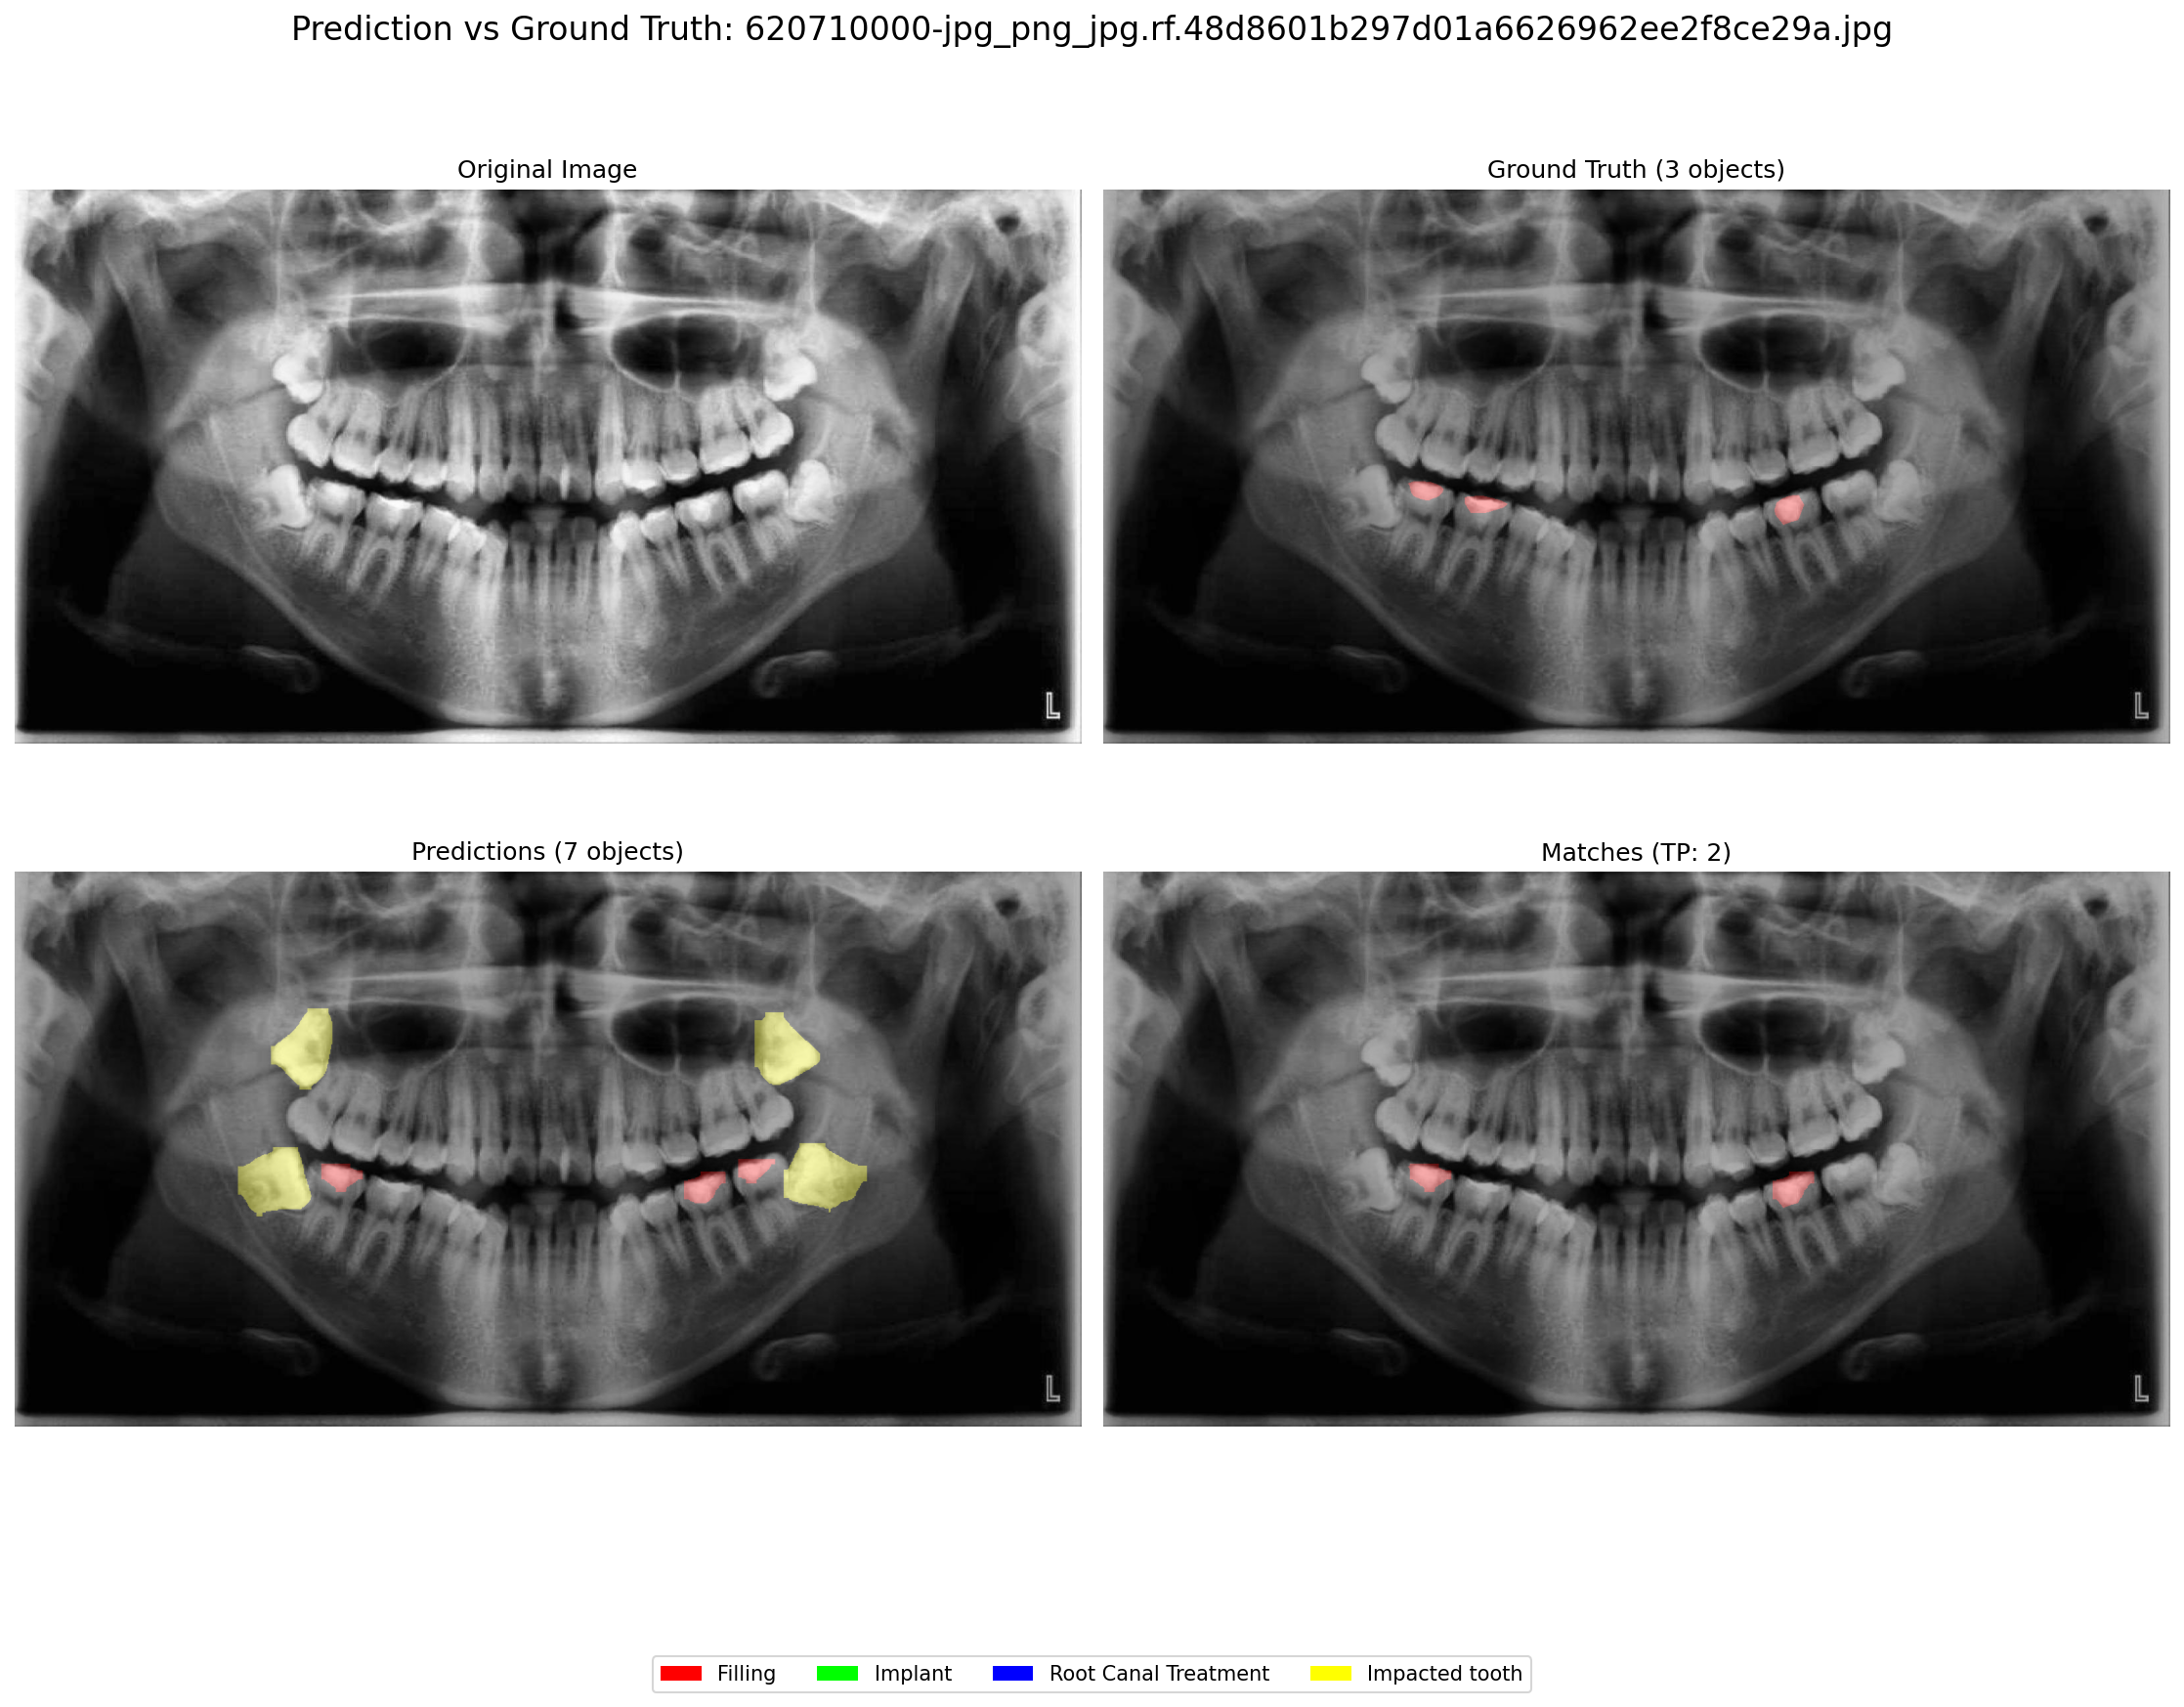 Prediction vs Ground Truth: 620710000-jpg_png_jpg.rf.48d8601b297d01a6626962ee2f8ce29a.jpg
Original Image
Ground Truth (3 objects)
L
L
Predictions (7 objects)
Matches (TP: 2)
L
L
Filling
Implant
Root Canal Treatment
Impacted tooth